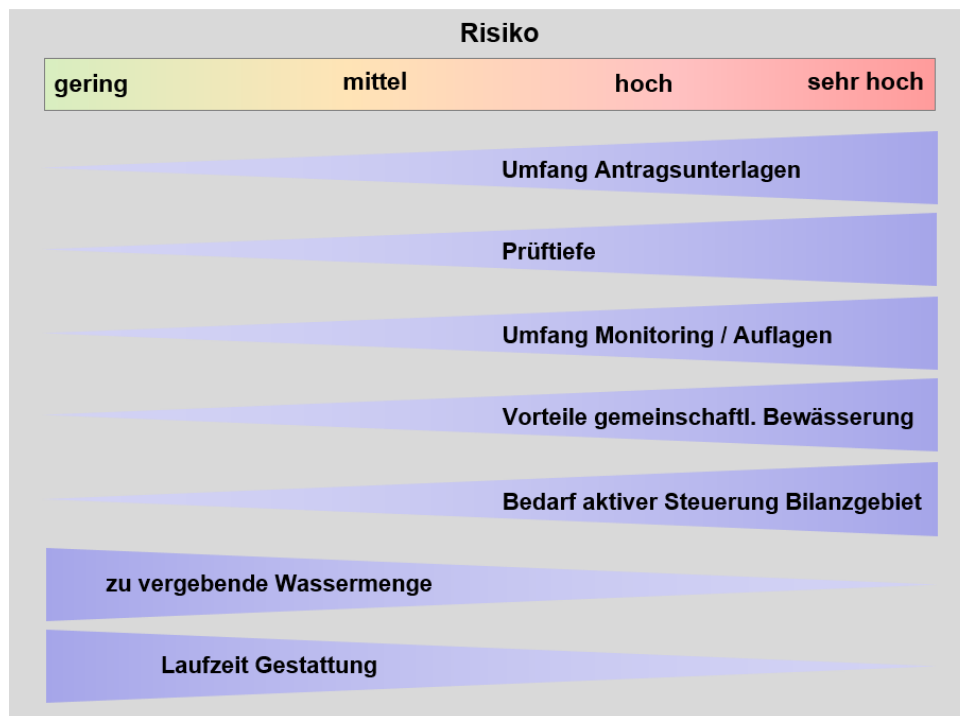 Risiko
gering mittel hoch sehr hoch
Umfang Antragsunterlagen
Prüftiefe
Umfang Monitoring / Auflagen
Vorteile gemeinschaftl. Bewässerung
Bedarf aktiver Steuerung Bilanzgebiet
zu vergebende Wassermenge
Laufzeit Gestattung